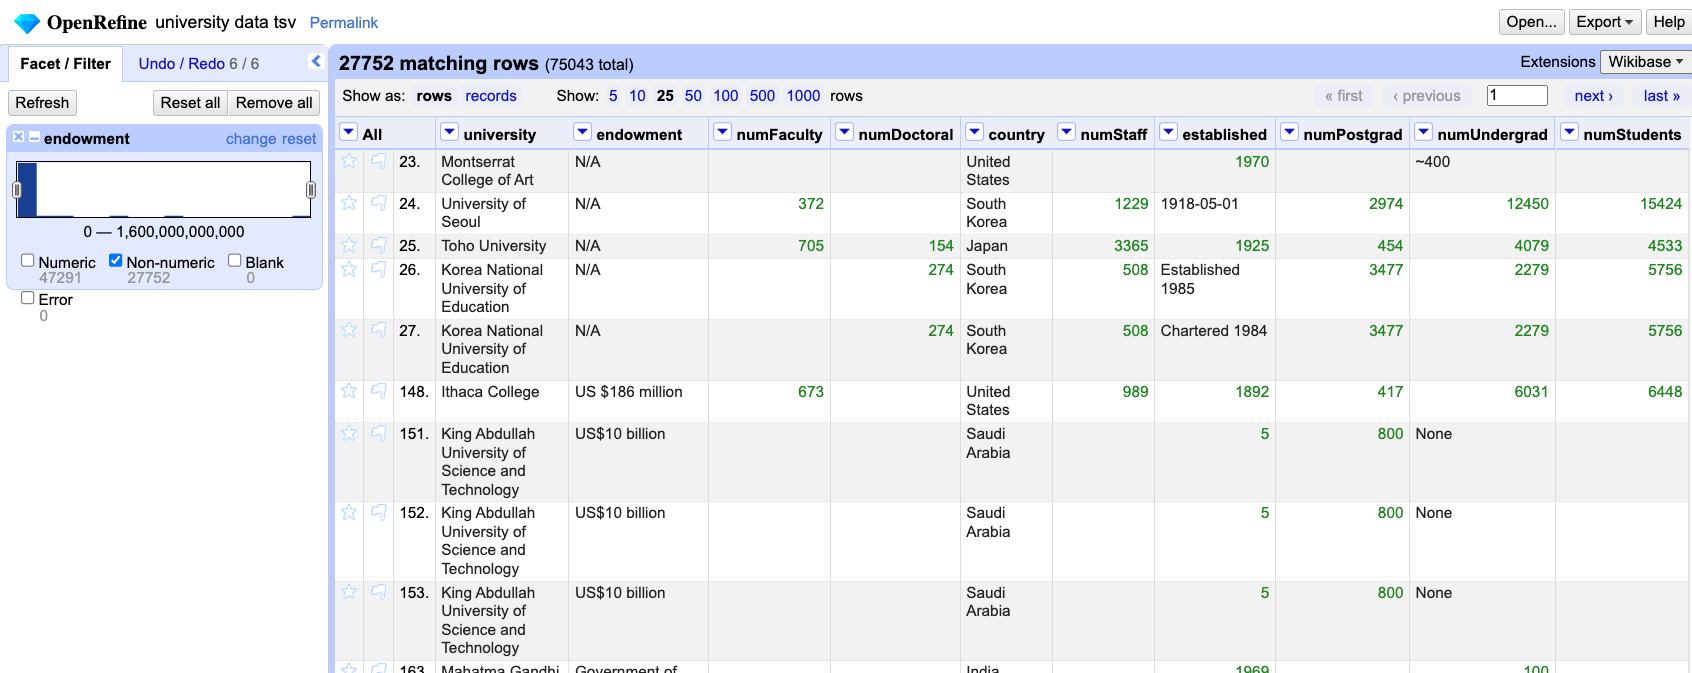 OpenRefine university data tsv Permalink
Open... Export Help
Facet / Filter Undo / Redo 6 / 6
Refresh Reset all Remove all
endowment change reset
0 — 1,600,000,000,000
Numeric Non-numeric Blank
47291 27752 0
Error
0
27752 matching rows (75043 total)
Extensions Wikibase
Show as: rows records Show: 5 10 25 50 100 500 1000 rows
« first ‹ previous 1 next › last »
All university endowment numFaculty numDoctoral country numStaff established numPostgrad numUndergrad numStudents
23. Montserrat N/A United 1970 ~400
College of Art States
24. University of N/A 372 South 1229 1918-05-01 2974 12450 15424
Seoul Korea
25. Toho University N/A 705 154 Japan 3365 1925 454 4079 4533
26. Korea National N/A 274 South 508 Established 3477 2279 5756
University of Korea 1985
Education
27. Korea National N/A 274 South 508 Chartered 1984 3477 2279 5756
University of Korea
Education
148. Ithaca College US $186 million 673 United 989 1892 417 6031 6448
States
151. King Abdullah US$10 billion Saudi 5 800 None
University of Arabia
Science and
Technology
152. King Abdullah US$10 billion Saudi 5 800 None
University of Arabia
Science and
Technology
153. King Abdullah US$10 billion Saudi 5 800 None
University of Arabia
Science and
Technology
163. Mahatma Gandhi Government of India 1969 100